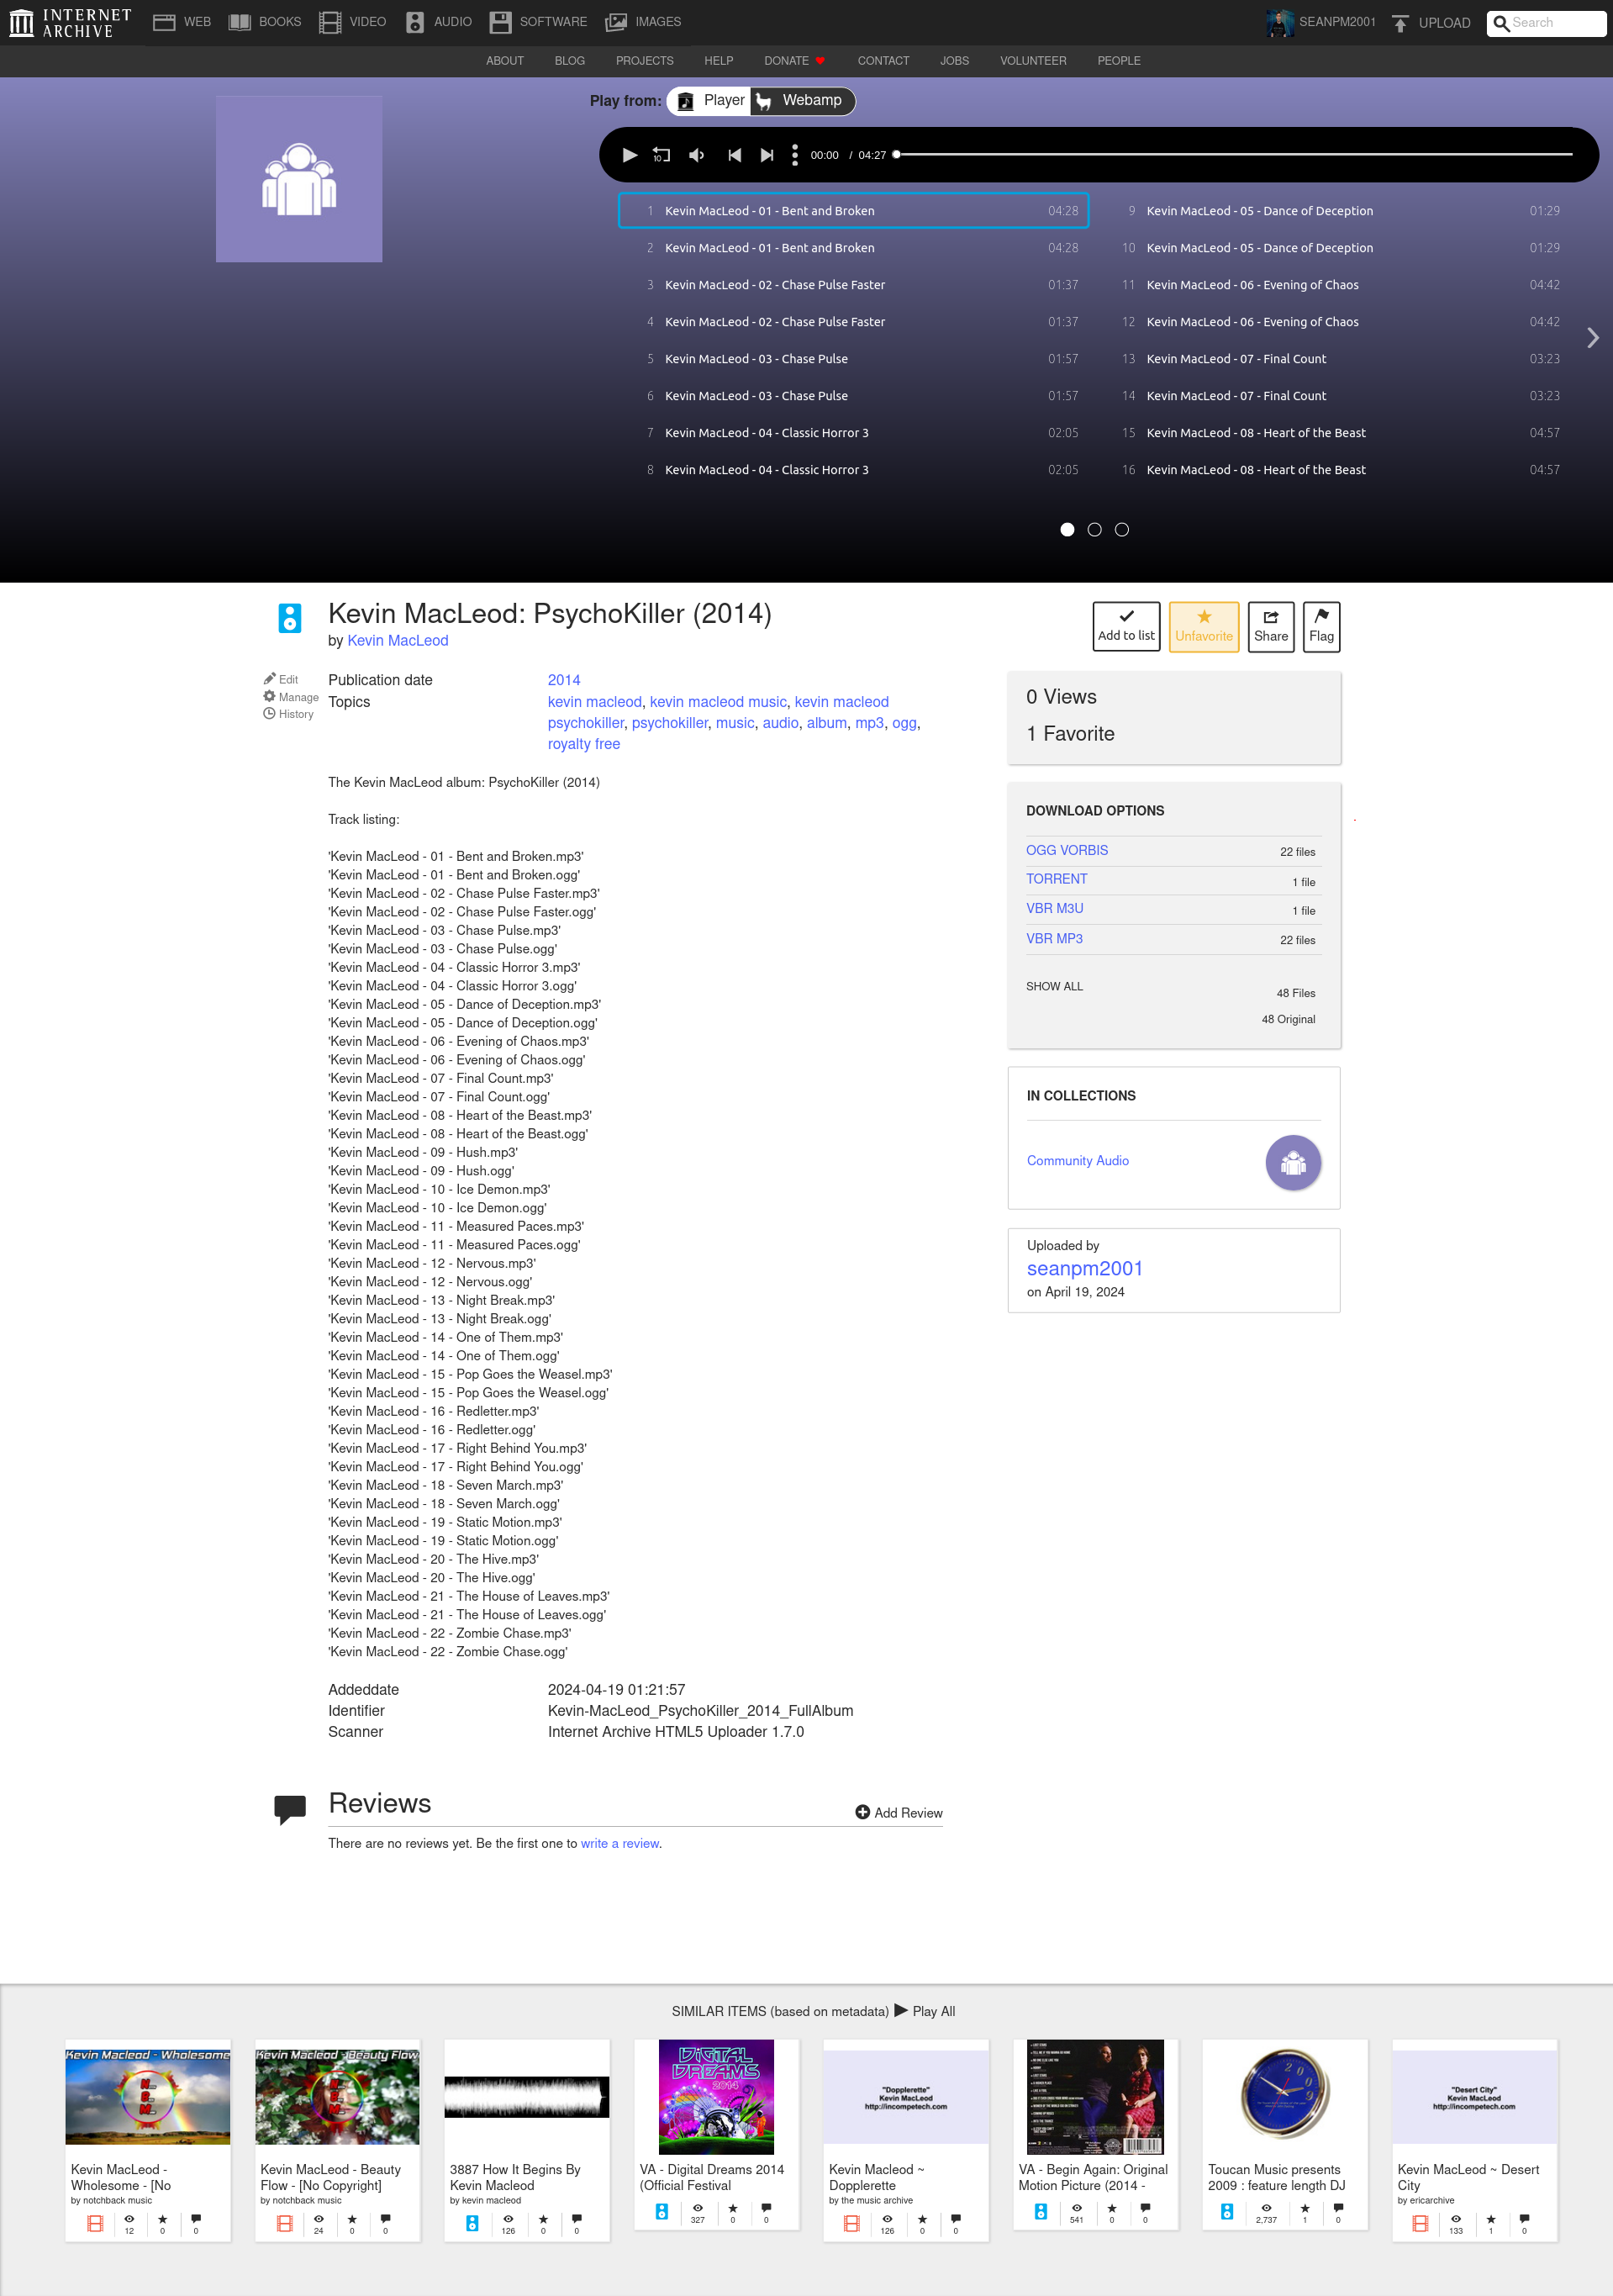 INTERNET ARCHIVE
WEB BOOKS VIDEO AUDIO SOFTWARE IMAGES SEANPM2001 UPLOAD Search
ABOUT BLOG PROJECTS HELP DONATE CONTACT JOBS VOLUNTEER PEOPLE
Play from: Player Webamp
10 00:00 / 04:27
1 Kevin MacLeod - 01 - Bent and Broken 04:28
2 Kevin MacLeod - 01 - Bent and Broken 04:28
3 Kevin MacLeod - 02 - Chase Pulse Faster 01:37
4 Kevin MacLeod - 02 - Chase Pulse Faster 01:37
5 Kevin MacLeod - 03 - Chase Pulse 01:57
6 Kevin MacLeod - 03 - Chase Pulse 01:57
7 Kevin MacLeod - 04 - Classic Horror 3 02:05
8 Kevin MacLeod - 04 - Classic Horror 3 02:05
9 Kevin MacLeod - 05 - Dance of Deception 01:29
10 Kevin MacLeod - 05 - Dance of Deception 01:29
11 Kevin MacLeod - 06 - Evening of Chaos 04:42
12 Kevin MacLeod - 06 - Evening of Chaos 04:42
13 Kevin MacLeod - 07 - Final Count 03:23
14 Kevin MacLeod - 07 - Final Count 03:23
15 Kevin MacLeod - 08 - Heart of the Beast 04:57
16 Kevin MacLeod - 08 - Heart of the Beast 04:57
Kevin MacLeod: PsychoKiller (2014)
by Kevin MacLeod
Add to list Unfavorite Share Flag
Edit
Manage
History
Publication date 2014
Topics kevin macleod, kevin macleod music, kevin macleod
psychokiller, psychokiller, music, audio, album, mp3, ogg,
royalty free
The Kevin MacLeod album: PsychoKiller (2014)
Track listing:
'Kevin MacLeod - 01 - Bent and Broken.mp3'
'Kevin MacLeod - 01 - Bent and Broken.ogg'
'Kevin MacLeod - 02 - Chase Pulse Faster.mp3'
'Kevin MacLeod - 02 - Chase Pulse Faster.ogg'
'Kevin MacLeod - 03 - Chase Pulse.mp3'
'Kevin MacLeod - 03 - Chase Pulse.ogg'
'Kevin MacLeod - 04 - Classic Horror 3.mp3'
'Kevin MacLeod - 04 - Classic Horror 3.ogg'
'Kevin MacLeod - 05 - Dance of Deception.mp3'
'Kevin MacLeod - 05 - Dance of Deception.ogg'
'Kevin MacLeod - 06 - Evening of Chaos.mp3'
'Kevin MacLeod - 06 - Evening of Chaos.ogg'
'Kevin MacLeod - 07 - Final Count.mp3'
'Kevin MacLeod - 07 - Final Count.ogg'
'Kevin MacLeod - 08 - Heart of the Beast.mp3'
'Kevin MacLeod - 08 - Heart of the Beast.ogg'
'Kevin MacLeod - 09 - Hush.mp3'
'Kevin MacLeod - 09 - Hush.ogg'
'Kevin MacLeod - 10 - Ice Demon.mp3'
'Kevin MacLeod - 10 - Ice Demon.ogg'
'Kevin MacLeod - 11 - Measured Paces.mp3'
'Kevin MacLeod - 11 - Measured Paces.ogg'
'Kevin MacLeod - 12 - Nervous.mp3'
'Kevin MacLeod - 12 - Nervous.ogg'
'Kevin MacLeod - 13 - Night Break.mp3'
'Kevin MacLeod - 13 - Night Break.ogg'
'Kevin MacLeod - 14 - One of Them.mp3'
'Kevin MacLeod - 14 - One of Them.ogg'
'Kevin MacLeod - 15 - Pop Goes the Weasel.mp3'
'Kevin MacLeod - 15 - Pop Goes the Weasel.ogg'
'Kevin MacLeod - 16 - Redletter.mp3'
'Kevin MacLeod - 16 - Redletter.ogg'
'Kevin MacLeod - 17 - Right Behind You.mp3'
'Kevin MacLeod - 17 - Right Behind You.ogg'
'Kevin MacLeod - 18 - Seven March.mp3'
'Kevin MacLeod - 18 - Seven March.ogg'
'Kevin MacLeod - 19 - Static Motion.mp3'
'Kevin MacLeod - 19 - Static Motion.ogg'
'Kevin MacLeod - 20 - The Hive.mp3'
'Kevin MacLeod - 20 - The Hive.ogg'
'Kevin MacLeod - 21 - The House of Leaves.mp3'
'Kevin MacLeod - 21 - The House of Leaves.ogg'
'Kevin MacLeod - 22 - Zombie Chase.mp3'
'Kevin MacLeod - 22 - Zombie Chase.ogg'
Addeddate 2024-04-19 01:21:57
Identifier Kevin-MacLeod_PsychoKiller_2014_FullAlbum
Scanner Internet Archive HTML5 Uploader 1.7.0
0 Views
1 Favorite
DOWNLOAD OPTIONS
OGG VORBIS 22 files
TORRENT 1 file
VBR M3U 1 file
VBR MP3 22 files
SHOW ALL 48 Files
48 Original
IN COLLECTIONS
Community Audio
Uploaded by
seanpm2001
on April 19, 2024
Reviews
Add Review
There are no reviews yet. Be the first one to write a review.
SIMILAR ITEMS (based on metadata) Play All
Kevin Macleod - Wholesome
Kevin MacLeod -
Wholesome - [No
by notchback music
12 0 0
Kevin Macleod - Beauty Flow
Kevin MacLeod - Beauty
Flow - [No Copyright]
by notchback music
24 0 0
3887 How It Begins By
Kevin Macleod
by kevin macleod
126 0 0
DIGITAL
DREAMS
2014
VA - Digital Dreams 2014
(Official Festival
327 0 0
"Dopplerette"
Kevin MacLeod
http://incompetech.com
Kevin Macleod ~
Dopplerette
by the music archive
126 0 0
VA - Begin Again: Original
Motion Picture (2014 -
541 0 0
2009
Toucan Music presents
2009 : feature length DJ
2,737 1 0
"Desert City"
Kevin MacLeod
http://incompetech.com
Kevin MacLeod ~ Desert
City
by ericarchive
133 1 0